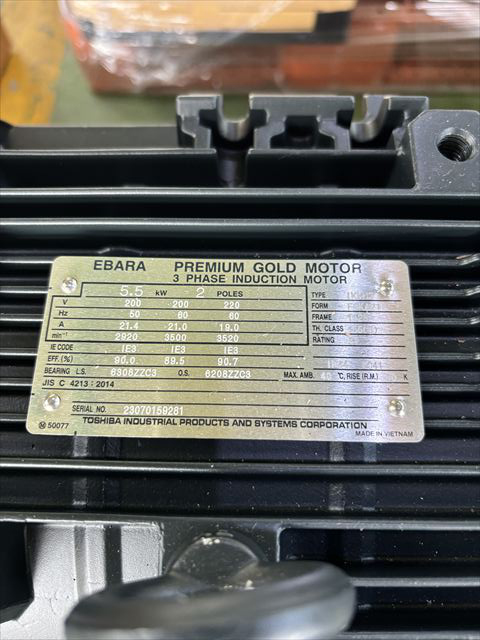 EBARA PREMIUM GOLD MOTOR
3 PHASE INDUCTION MOTOR
5.5 kW 2 POLES TYPE
V 200 200 220 FORM
Hz 50 60 60 FRAME
A 21.4 21.0 19.0 TH. CLASS
min⁻¹ 2920 3500 3520 RATING
IE CODE IE3 IE3 IE3
EFF.(%) 90.0 89.5 90.7
BEARING L.S. 6308ZZC3 O.S. 6208ZZC3 MAX. AMB. 40 °C, RISE (R.M.) K
JIS C 4213 : 2014
SERIAL NO. 23070159281
TOSHIBA INDUSTRIAL PRODUCTS AND SYSTEMS CORPORATION
50077 MADE IN VIETNAM